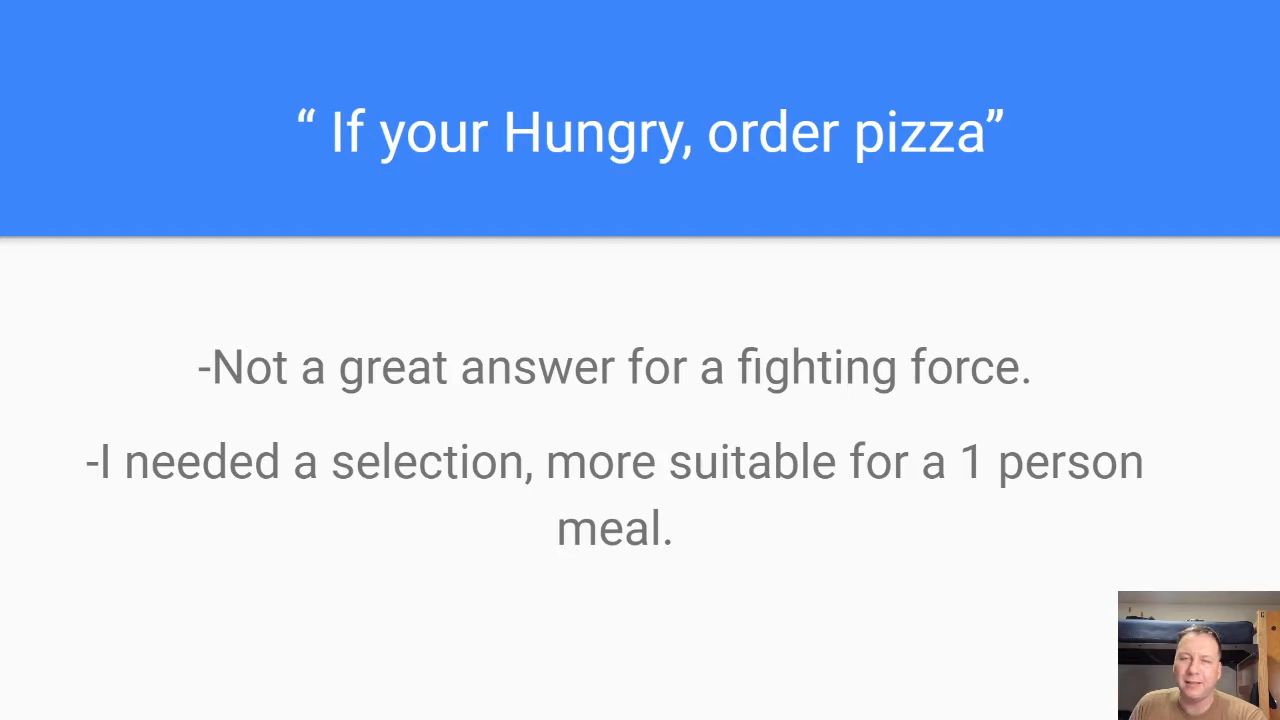 “ If your Hungry, order pizza”
-Not a great answer for a fighting force.
-I needed a selection, more suitable for a 1 person
meal.